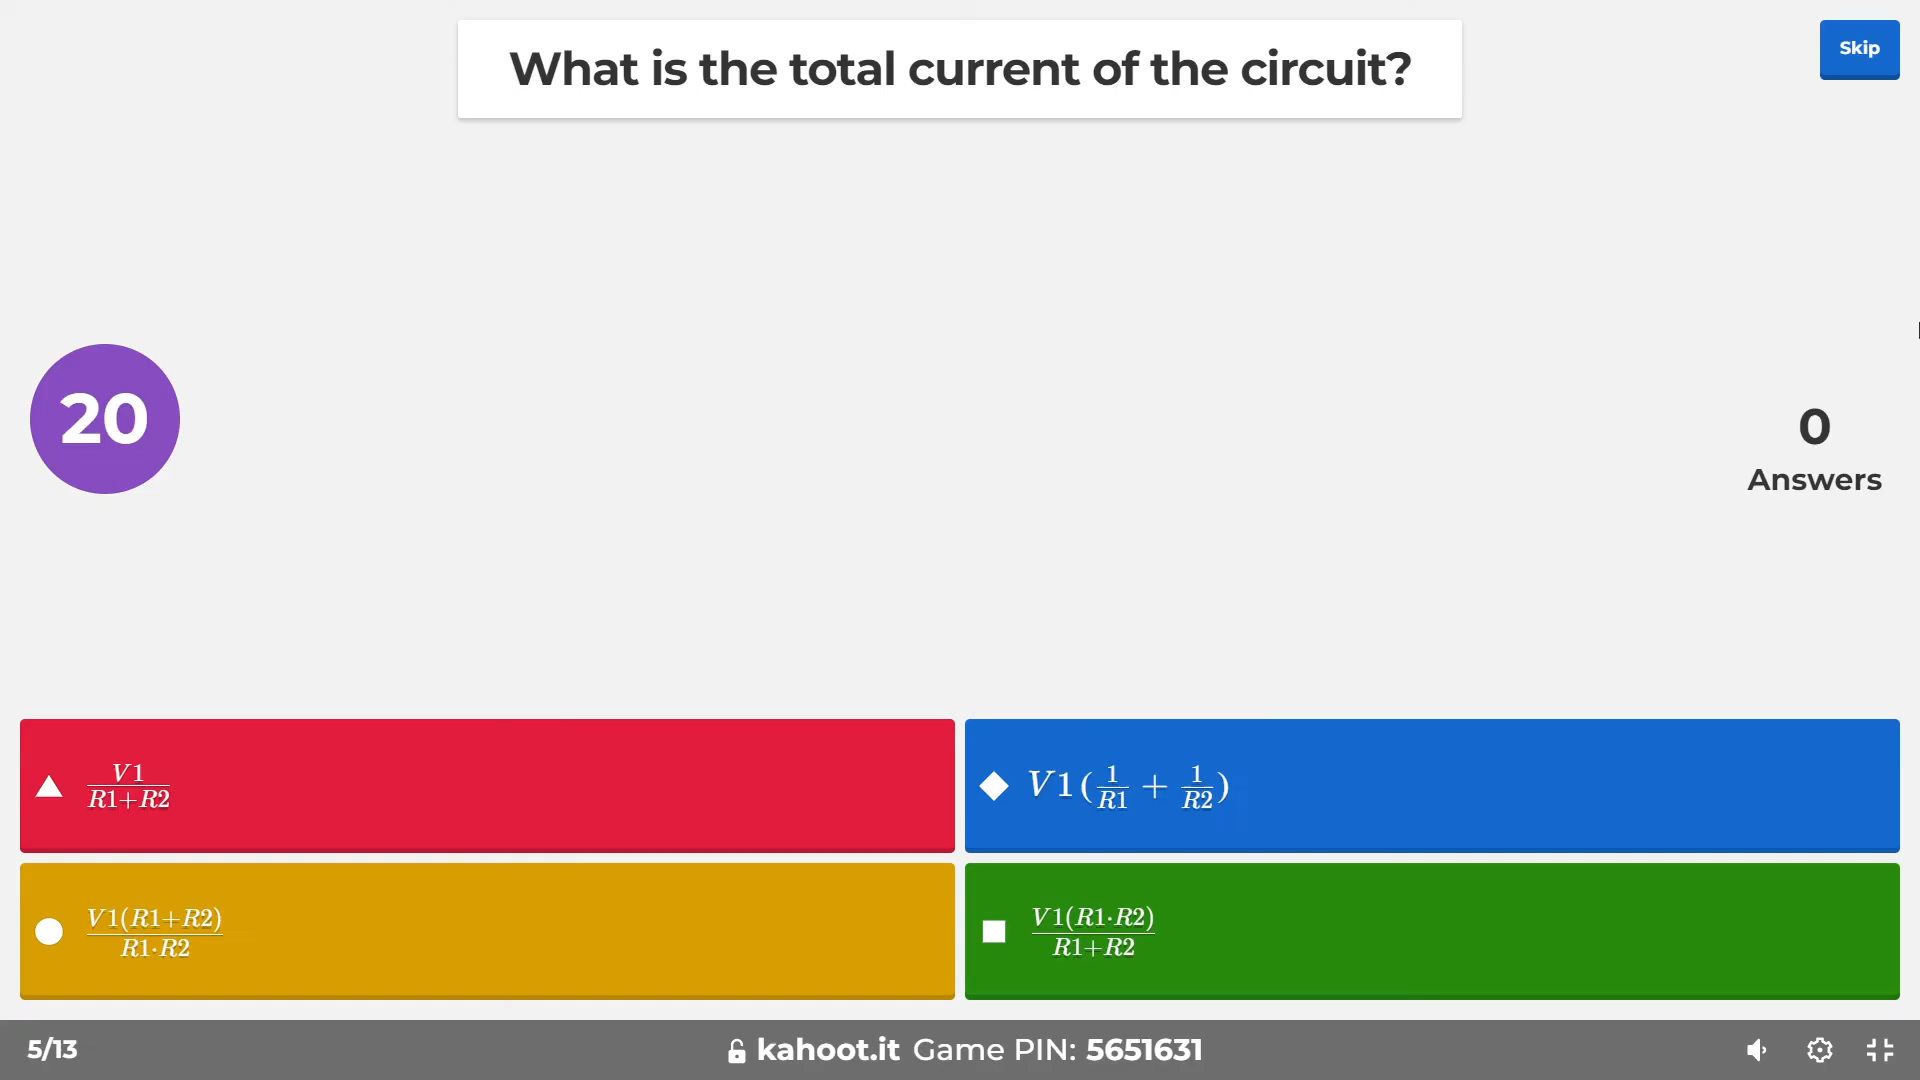 What is the total current of the circuit?
Skip
20
0
Answers
V1
R1+R2
V1(1/R1 + 1/R2)
V1(R1+R2)
R1·R2
V1(R1·R2)
R1+R2
5/13
kahoot.it Game PIN: 5651631